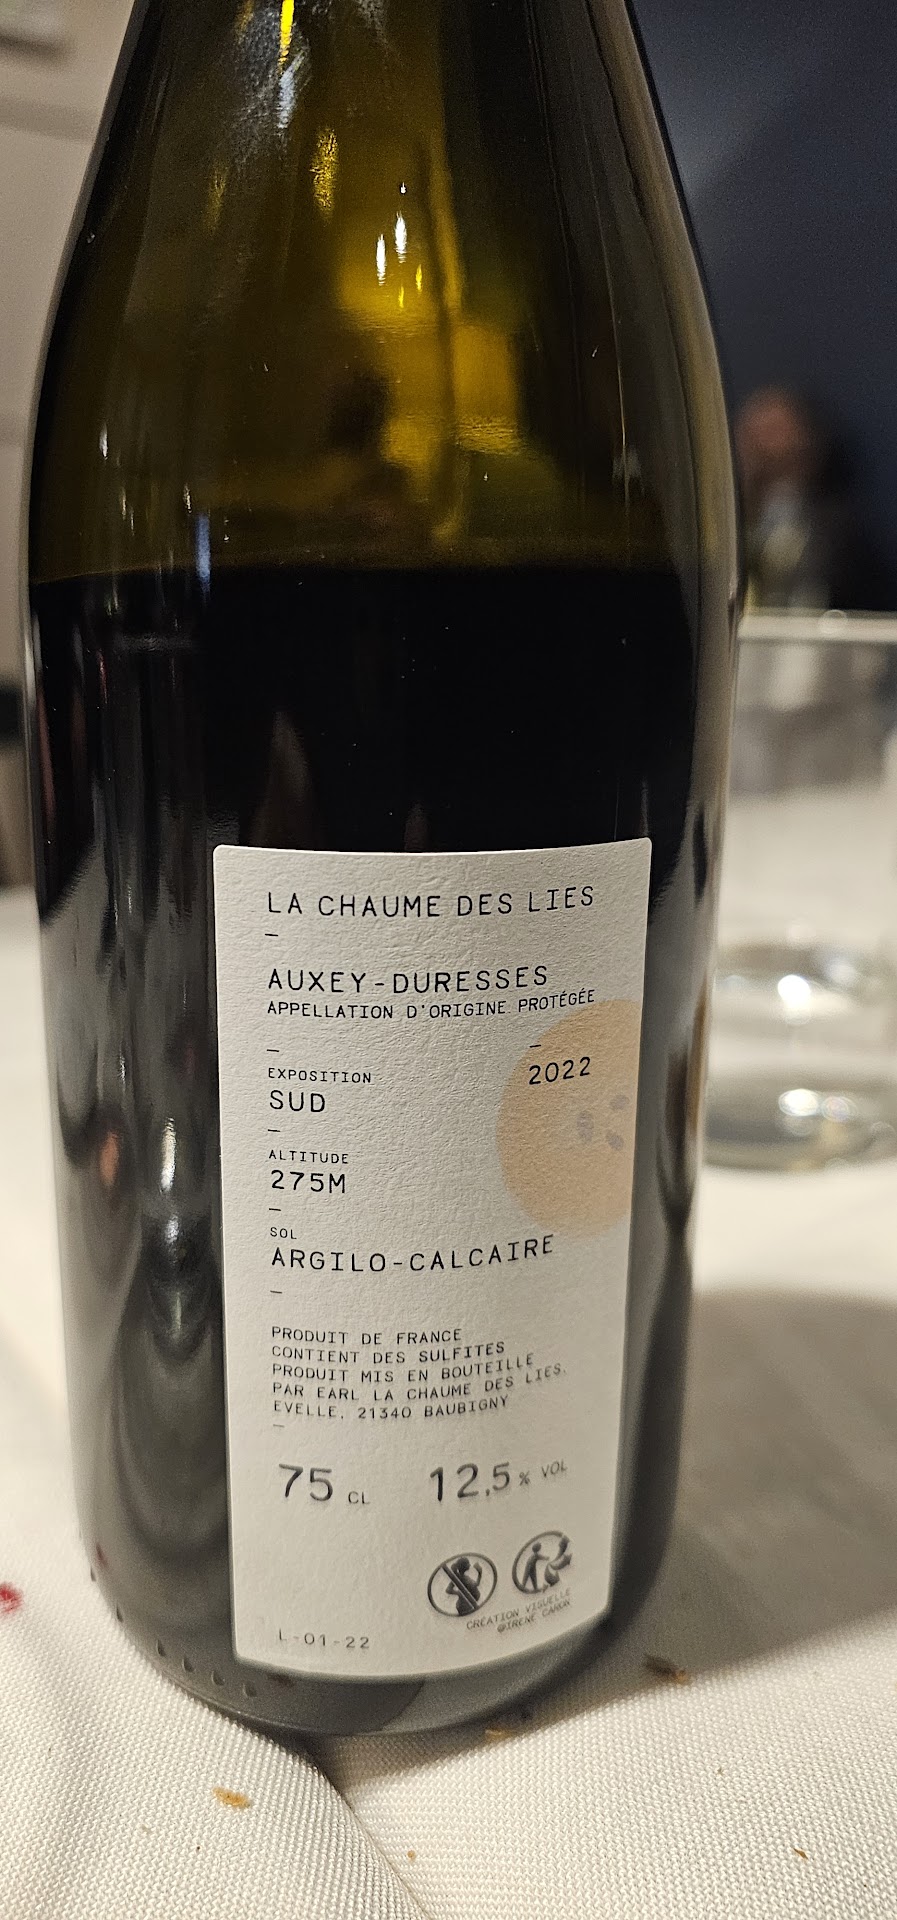 LA CHAUME DES LIES
–
AUXEY-DURESSES
APPELLATION D'ORIGINE PROTÉGÉE
–
EXPOSITION
SUD
–
2022
–
ALTITUDE
275M
–
SOL
ARGILO-CALCAIRE
–
PRODUIT DE FRANCE
CONTIENT DES SULFITES
PRODUIT MIS EN BOUTEILLE
PAR EARL LA CHAUME DES LIES.
EVELLE, 21340 BAUBIGNY
–
75 CL 12,5 % VOL
CRÉATION VISUELLE
@IRENE CARON
L-01-22